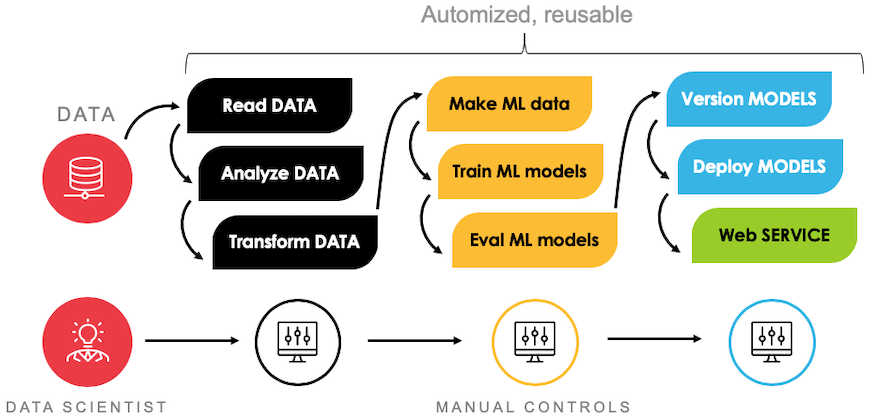 Automized, reusable
DATA
Read DATA
Analyze DATA
Transform DATA
Make ML data
Train ML models
Eval ML models
Version MODELS
Deploy MODELS
Web SERVICE
DATA SCIENTIST
MANUAL CONTROLS